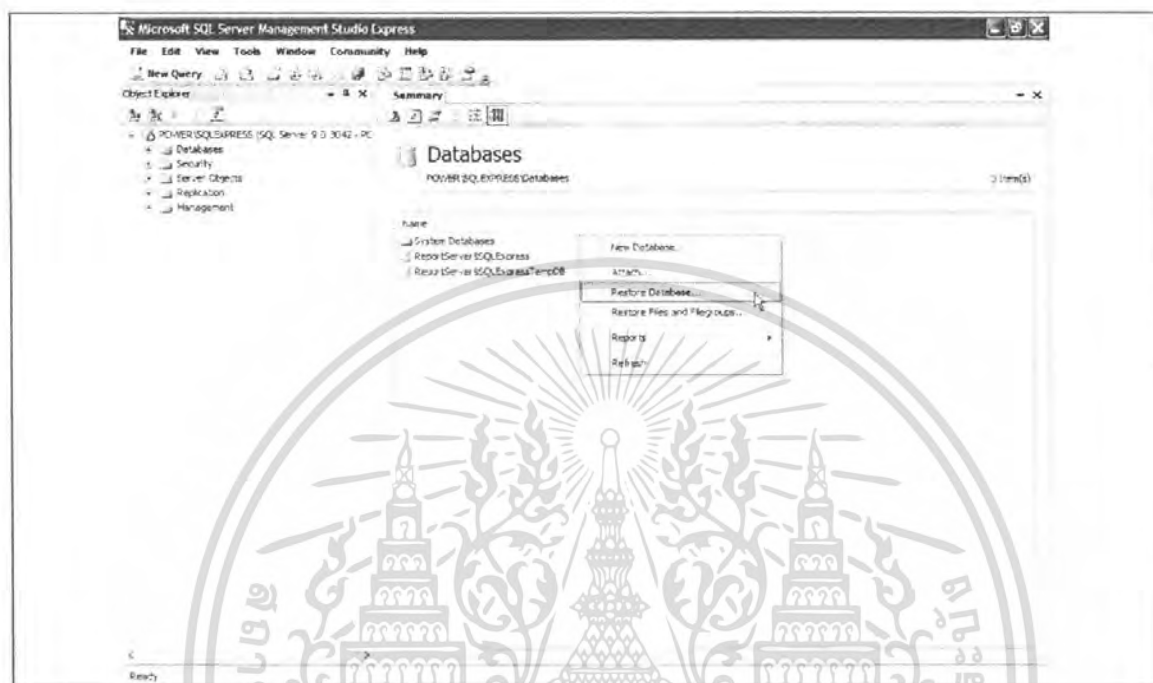 Microsoft SQL Server Management Studio Express
File Edit View Tools Window Community Help
New Query
Object Explorer
Summary
POWER\SQLEXPRESS (SQL Server 9.0.3042 - PC
Databases
Security
Server Objects
Replication
Management
Databases
POWER\SQLEXPRESS\Databases
3 Item(s)
Name
System Databases
ReportServer$SQLExpress
ReportServer$SQLExpressTempDB
New Database...
Attach...
Restore Database...
Restore Files and Filegroups...
Reports
Refresh
Ready